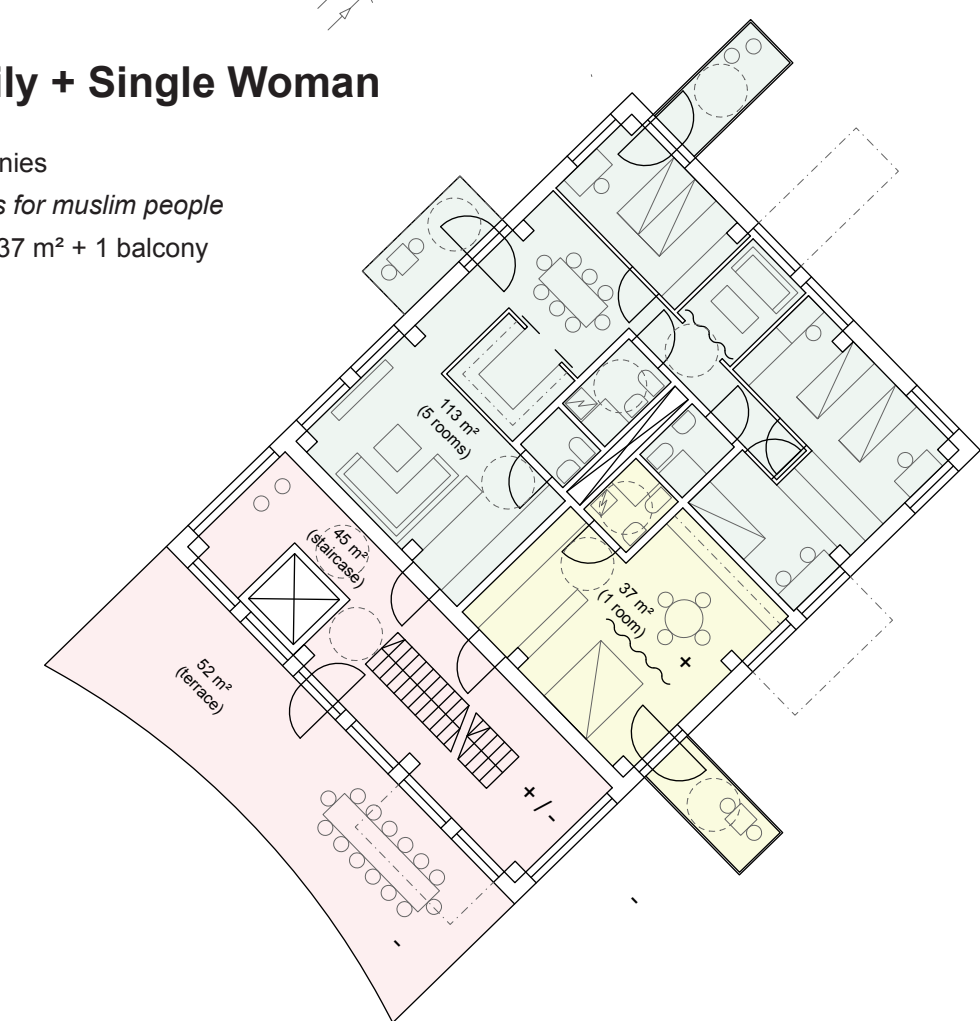 ily + Single Woman
nies
s for muslim people
37 m² + 1 balcony
113 m²
(5 rooms)
45 m²
(staircase)
37 m²
(1 room)
+
52 m²
(terrace)
+ / -
-
-